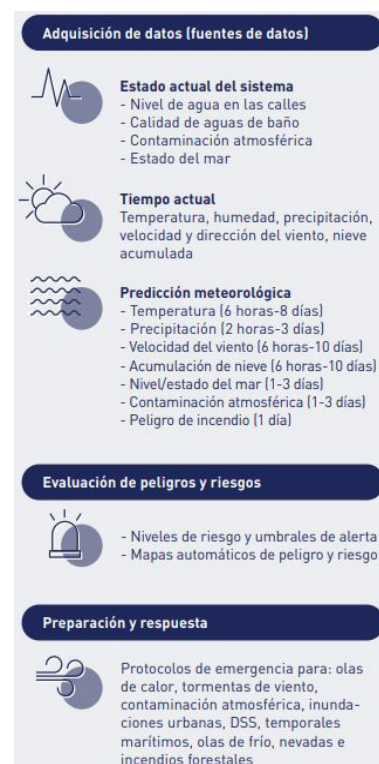 Adquisición de datos (fuentes de datos)
Estado actual del sistema
- Nivel de agua en las calles
- Calidad de aguas de baño
- Contaminación atmosférica
- Estado del mar
Tiempo actual
Temperatura, humedad, precipitación,
velocidad y dirección del viento, nieve
acumulada
Predicción meteorológica
- Temperatura (6 horas-8 días)
- Precipitación (2 horas-3 días)
- Velocidad del viento (6 horas-10 días)
- Acumulación de nieve (6 horas-10 días)
- Nivel/estado del mar (1-3 días)
- Contaminación atmosférica (1-3 días)
- Peligro de incendio (1 día)
Evaluación de peligros y riesgos
- Niveles de riesgo y umbrales de alerta
- Mapas automáticos de peligro y riesgo
Preparación y respuesta
Protocolos de emergencia para: olas
de calor, tormentas de viento,
contaminación atmosférica, inunda-
ciones urbanas, DSS, temporales
marítimos, olas de frío, nevadas e
incendios forestales